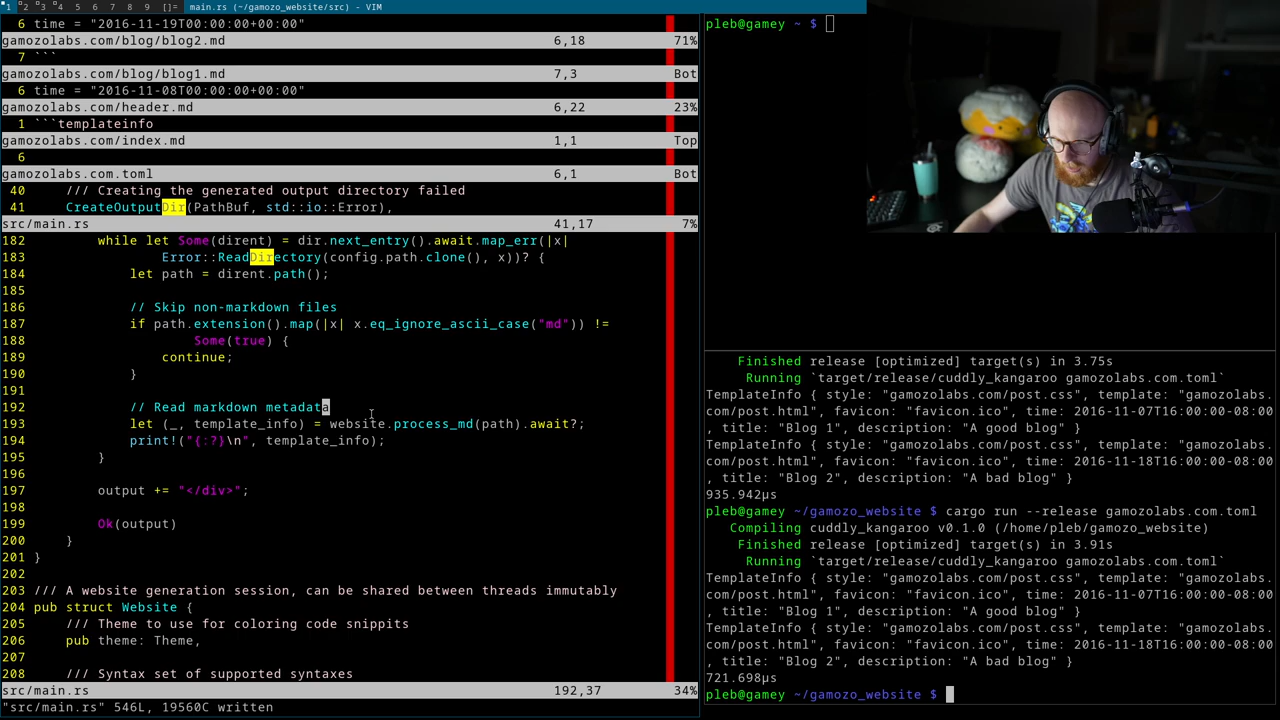 1 2 3 4 5 6 7 8 9 []= main.rs (~/gamozo_website/src) - VIM
6 time = "2016-11-19T00:00:00+00:00"
gamozolabs.com/blog/blog2.md 6,18 71%
7 ```
gamozolabs.com/blog/blog1.md 7,3 Bot
6 time = "2016-11-08T00:00:00+00:00"
gamozolabs.com/header.md 6,22 23%
1 ```templateinfo
gamozolabs.com/index.md 1,1 Top
6
gamozolabs.com.toml 6,1 Bot
40 /// Creating the generated output directory failed
41 CreateOutputDir(PathBuf, std::io::Error),
src/main.rs 41,17 7%
182 while let Some(dirent) = dir.next_entry().await.map_err(|x|
183 Error::ReadDirectory(config.path.clone(), x))? {
184 let path = dirent.path();
185
186 // Skip non-markdown files
187 if path.extension().map(|x| x.eq_ignore_ascii_case("md")) !=
188 Some(true) {
189 continue;
190 }
191
192 // Read markdown metadata
193 let (_, template_info) = website.process_md(path).await?;
194 print!("{:?}\n", template_info);
195 }
196
197 output += "</div>";
198
199 Ok(output)
200 }
201 }
202
203 /// A website generation session, can be shared between threads immutably
204 pub struct Website {
205 /// Theme to use for coloring code snippits
206 pub theme: Theme,
207
208 /// Syntax set of supported syntaxes
src/main.rs 192,37 34%
"src/main.rs" 546L, 19560C written
pleb@gamey ~ $
Finished release [optimized] target(s) in 3.75s
Running `target/release/cuddly_kangaroo gamozolabs.com.toml`
TemplateInfo { style: "gamozolabs.com/post.css", template: "gamozolabs.
com/post.html", favicon: "favicon.ico", time: 2016-11-07T16:00:00-08:00
, title: "Blog 1", description: "A good blog" }
TemplateInfo { style: "gamozolabs.com/post.css", template: "gamozolabs.
com/post.html", favicon: "favicon.ico", time: 2016-11-18T16:00:00-08:00
, title: "Blog 2", description: "A bad blog" }
935.942µs
pleb@gamey ~/gamozo_website $ cargo run --release gamozolabs.com.toml
Compiling cuddly_kangaroo v0.1.0 (/home/pleb/gamozo_website)
Finished release [optimized] target(s) in 3.91s
Running `target/release/cuddly_kangaroo gamozolabs.com.toml`
TemplateInfo { style: "gamozolabs.com/post.css", template: "gamozolabs.
com/post.html", favicon: "favicon.ico", time: 2016-11-07T16:00:00-08:00
, title: "Blog 1", description: "A good blog" }
TemplateInfo { style: "gamozolabs.com/post.css", template: "gamozolabs.
com/post.html", favicon: "favicon.ico", time: 2016-11-18T16:00:00-08:00
, title: "Blog 2", description: "A bad blog" }
721.698µs
pleb@gamey ~/gamozo_website $